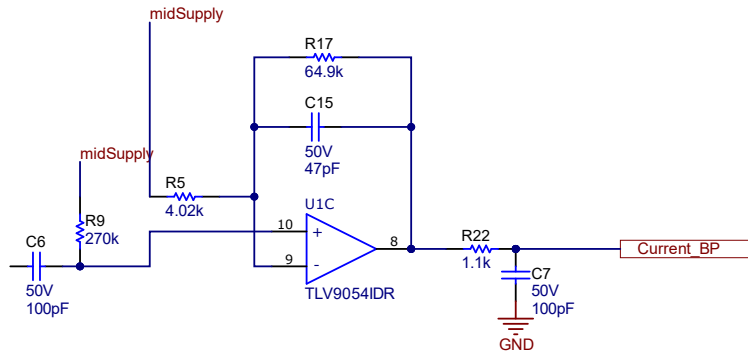 midSupply
R17
64.9k
C15
50V
47pF
midSupply
R5
4.02k
U1C
R9
270k
10
+
9
-
8
TLV9054IDR
C6
50V
100pF
R22
1.1k
Current_BP
C7
50V
100pF
GND